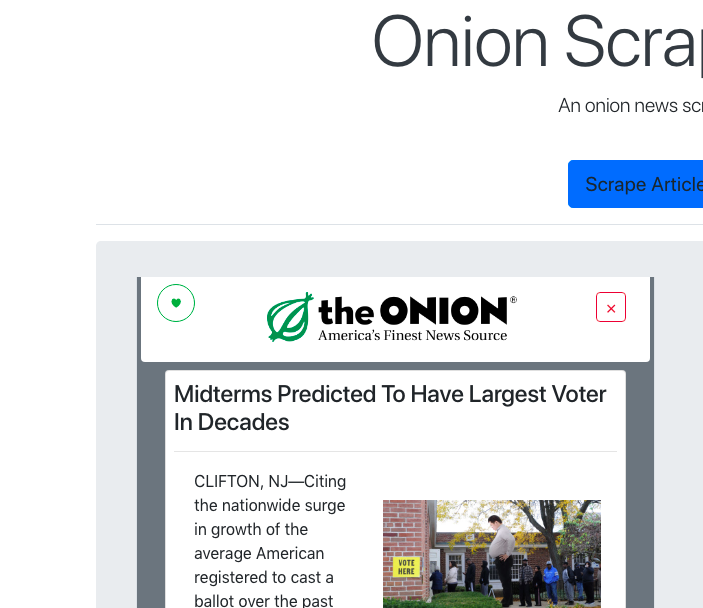 Onion Scrap
An onion news scr
Scrape Article
the ONION®
America's Finest News Source
Midterms Predicted To Have Largest Voter
In Decades
CLIFTON, NJ—Citing
the nationwide surge
in growth of the
average American
registered to cast a
ballot over the past
VOTE
HERE